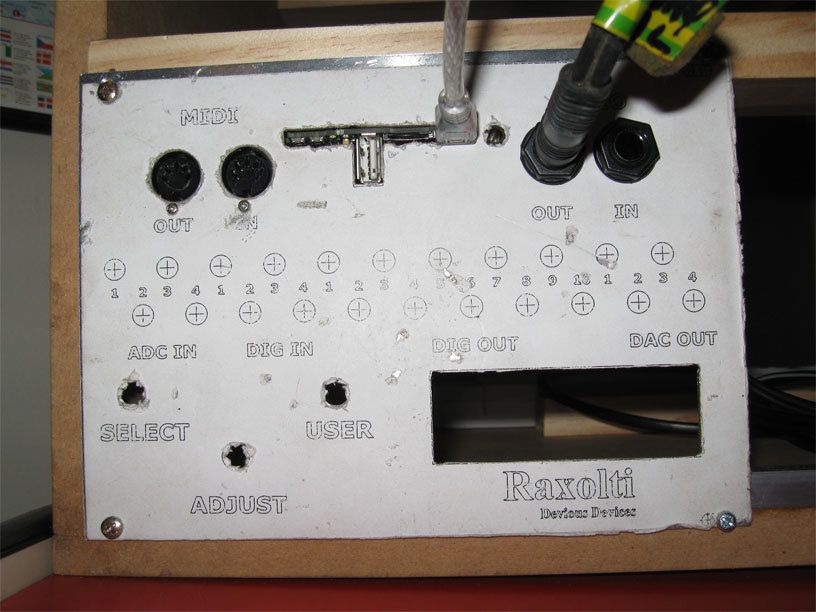 MIDI
OUT IN OUT IN
1 2 3 4 1 2 3 4 1 2 3 4 5 6 7 8 9 10 1 2 3 4
ADC IN DIG IN DIG OUT DAC OUT
SELECT USER
ADJUST
Raxolti
Devious Devices